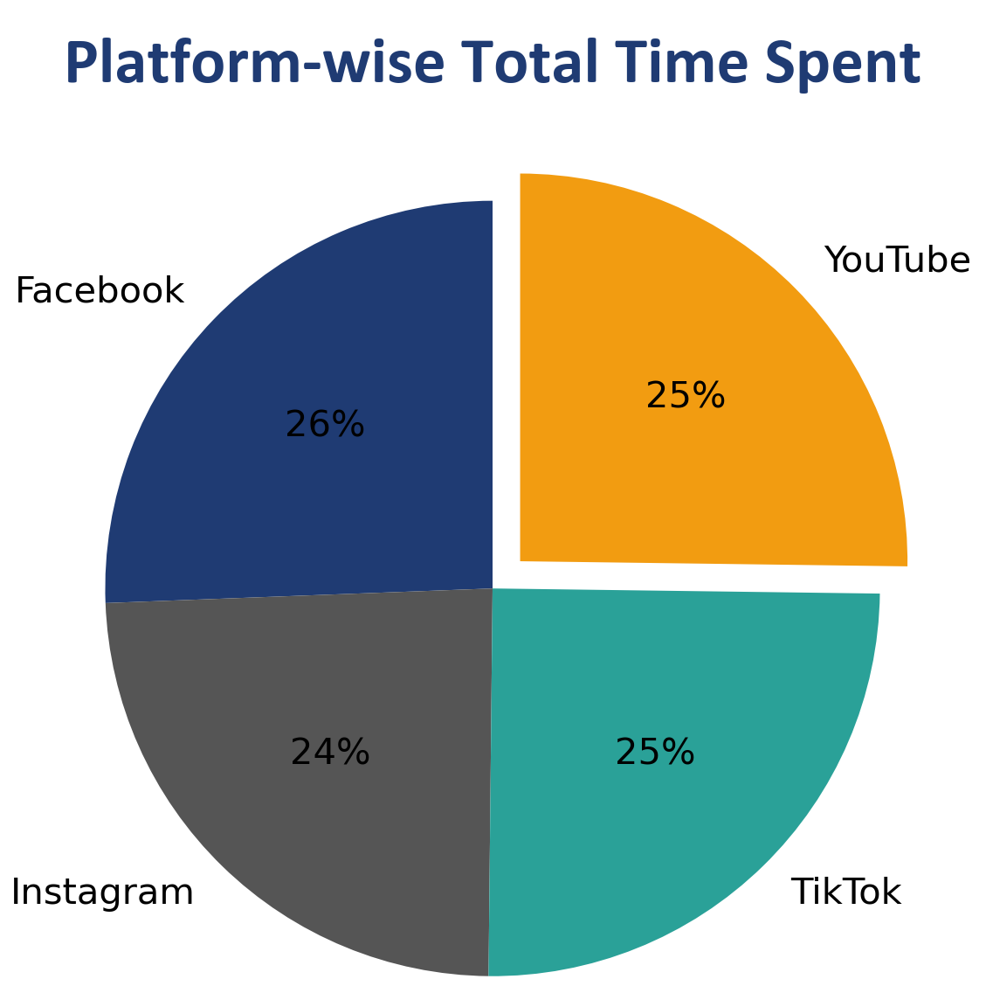 Platform-wise Total Time Spent
YouTube
Facebook
25%
26%
24%
25%
Instagram
TikTok